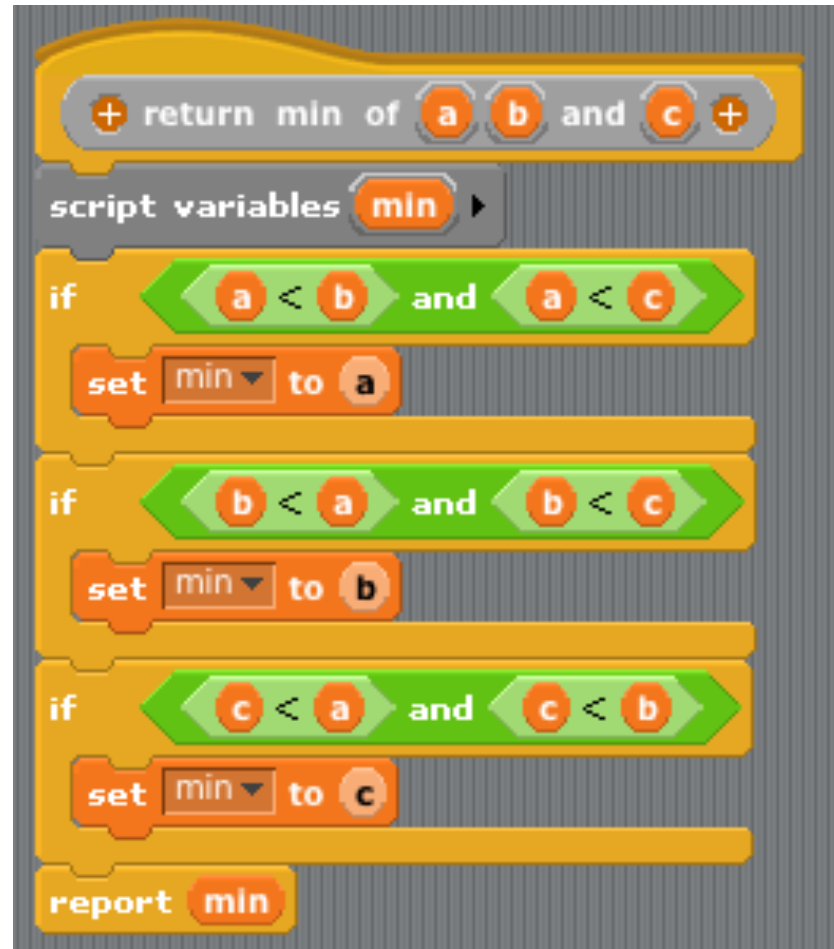 + return min of a b and c +
script variables min
if a < b and a < c
set min to a
if b < a and b < c
set min to b
if c < a and c < b
set min to c
report min